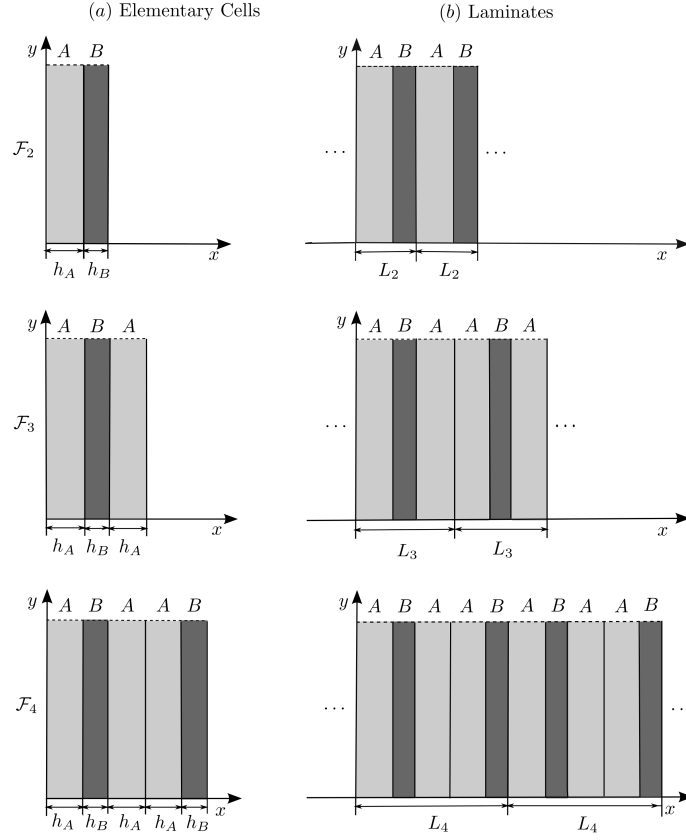 (a) Elementary Cells (b) Laminates
y A B y A B A B
F₂ ... ...
x x
h_A h_B L₂ L₂
y A B A y A B A A B A
F₃ ... ...
x x
h_A h_B h_A L₃ L₃
y A B A A B y A B A A B A B A A B
F₄ ... ...
x x
h_A h_B h_A h_A h_B L₄ L₄